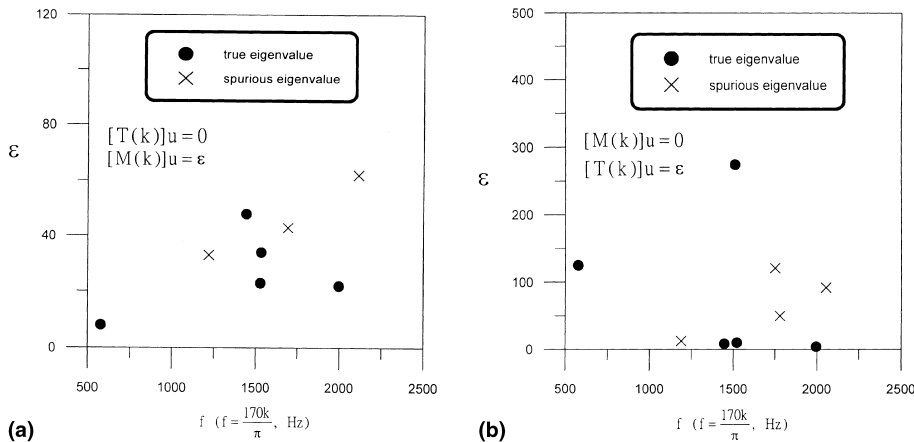 120
80
40
0
ε
true eigenvalue
spurious eigenvalue
[T(k)]u=0
[M(k)]u=ε
500 1000 1500 2000 2500
f (f=170k/π, Hz)
(a)
500
400
300
200
100
0
ε
true eigenvalue
spurious eigenvalue
[M(k)]u=0
[T(k)]u=ε
500 1000 1500 2000 2500
f (f=170k/π, Hz)
(b)